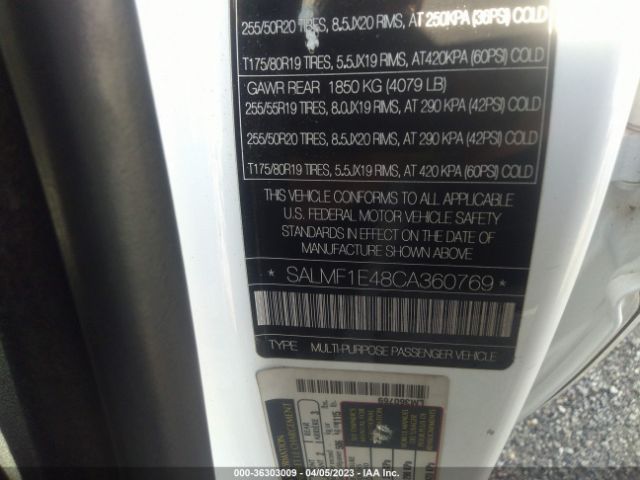 255/50R20 TIRES, 8.5JX20 RIMS, AT 250KPA (36PSI) COLD
T175/80R19 TIRES, 5.5JX19 RIMS, AT420KPA (60PSI) COLD
GAWR REAR 1850 KG (4079 LB)
255/55R19 TIRES, 8.0JX19 RIMS, AT 290 KPA (42PSI) COLD
255/50R20 TIRES, 8.5JX20 RIMS, AT 290 KPA (42PSI) COLD
T175/80R19 TIRES, 5.5JX19 RIMS, AT 420 KPA (60PSI) COLD
THIS VEHICLE CONFORMS TO ALL APPLICABLE
U.S. FEDERAL MOTOR VEHICLE SAFETY
STANDARDS IN EFFECT ON THE DATE OF
MANUFACTURE SHOWN ABOVE
* SALMF1E48CA360769 *
TYPE MULTI-PURPOSE PASSENGER VEHICLE
LM360769
000-36303009 - 04/05/2023 - IAA Inc.